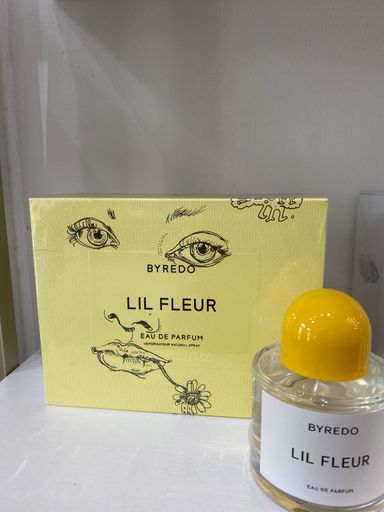 BYREDO
LIL FLEUR
EAU DE PARFUM
VAPORISATEUR NATURAL SPRAY
BYREDO
LIL FLEUR
EAU DE PARFUM